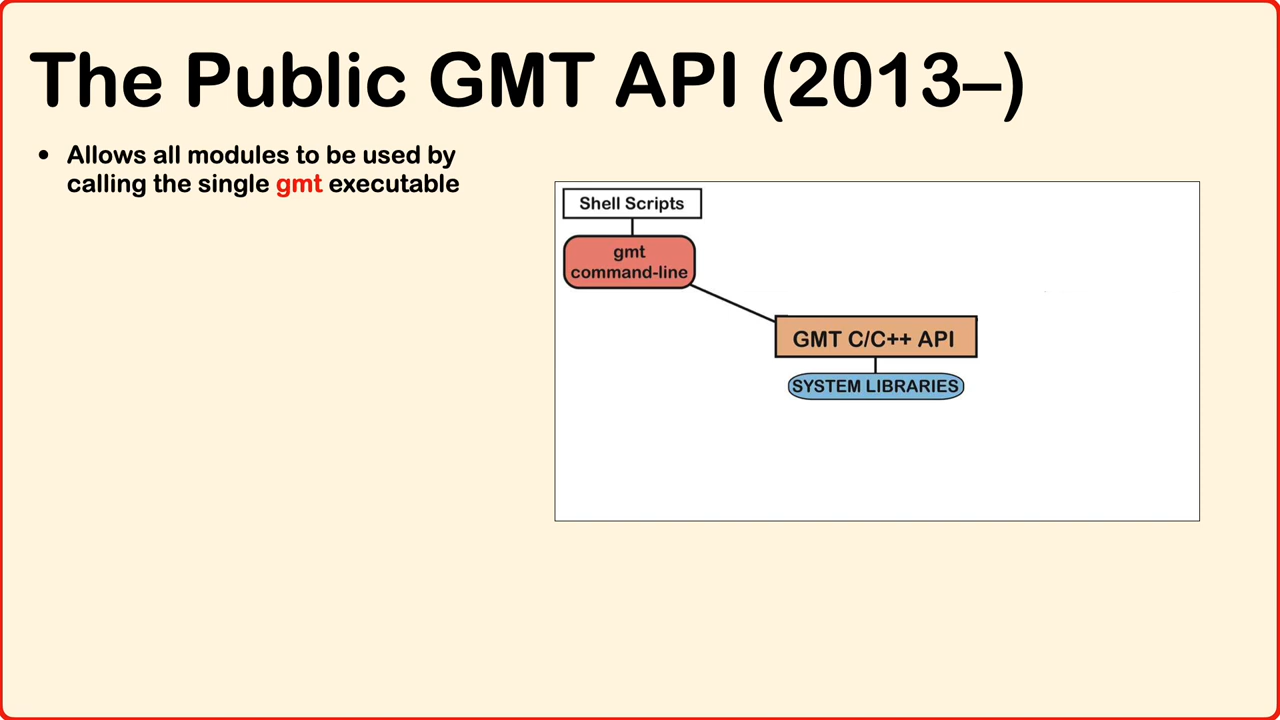 The Public GMT API (2013–)
• Allows all modules to be used by
calling the single gmt executable
Shell Scripts
gmt
command-line
GMT C/C++ API
SYSTEM LIBRARIES